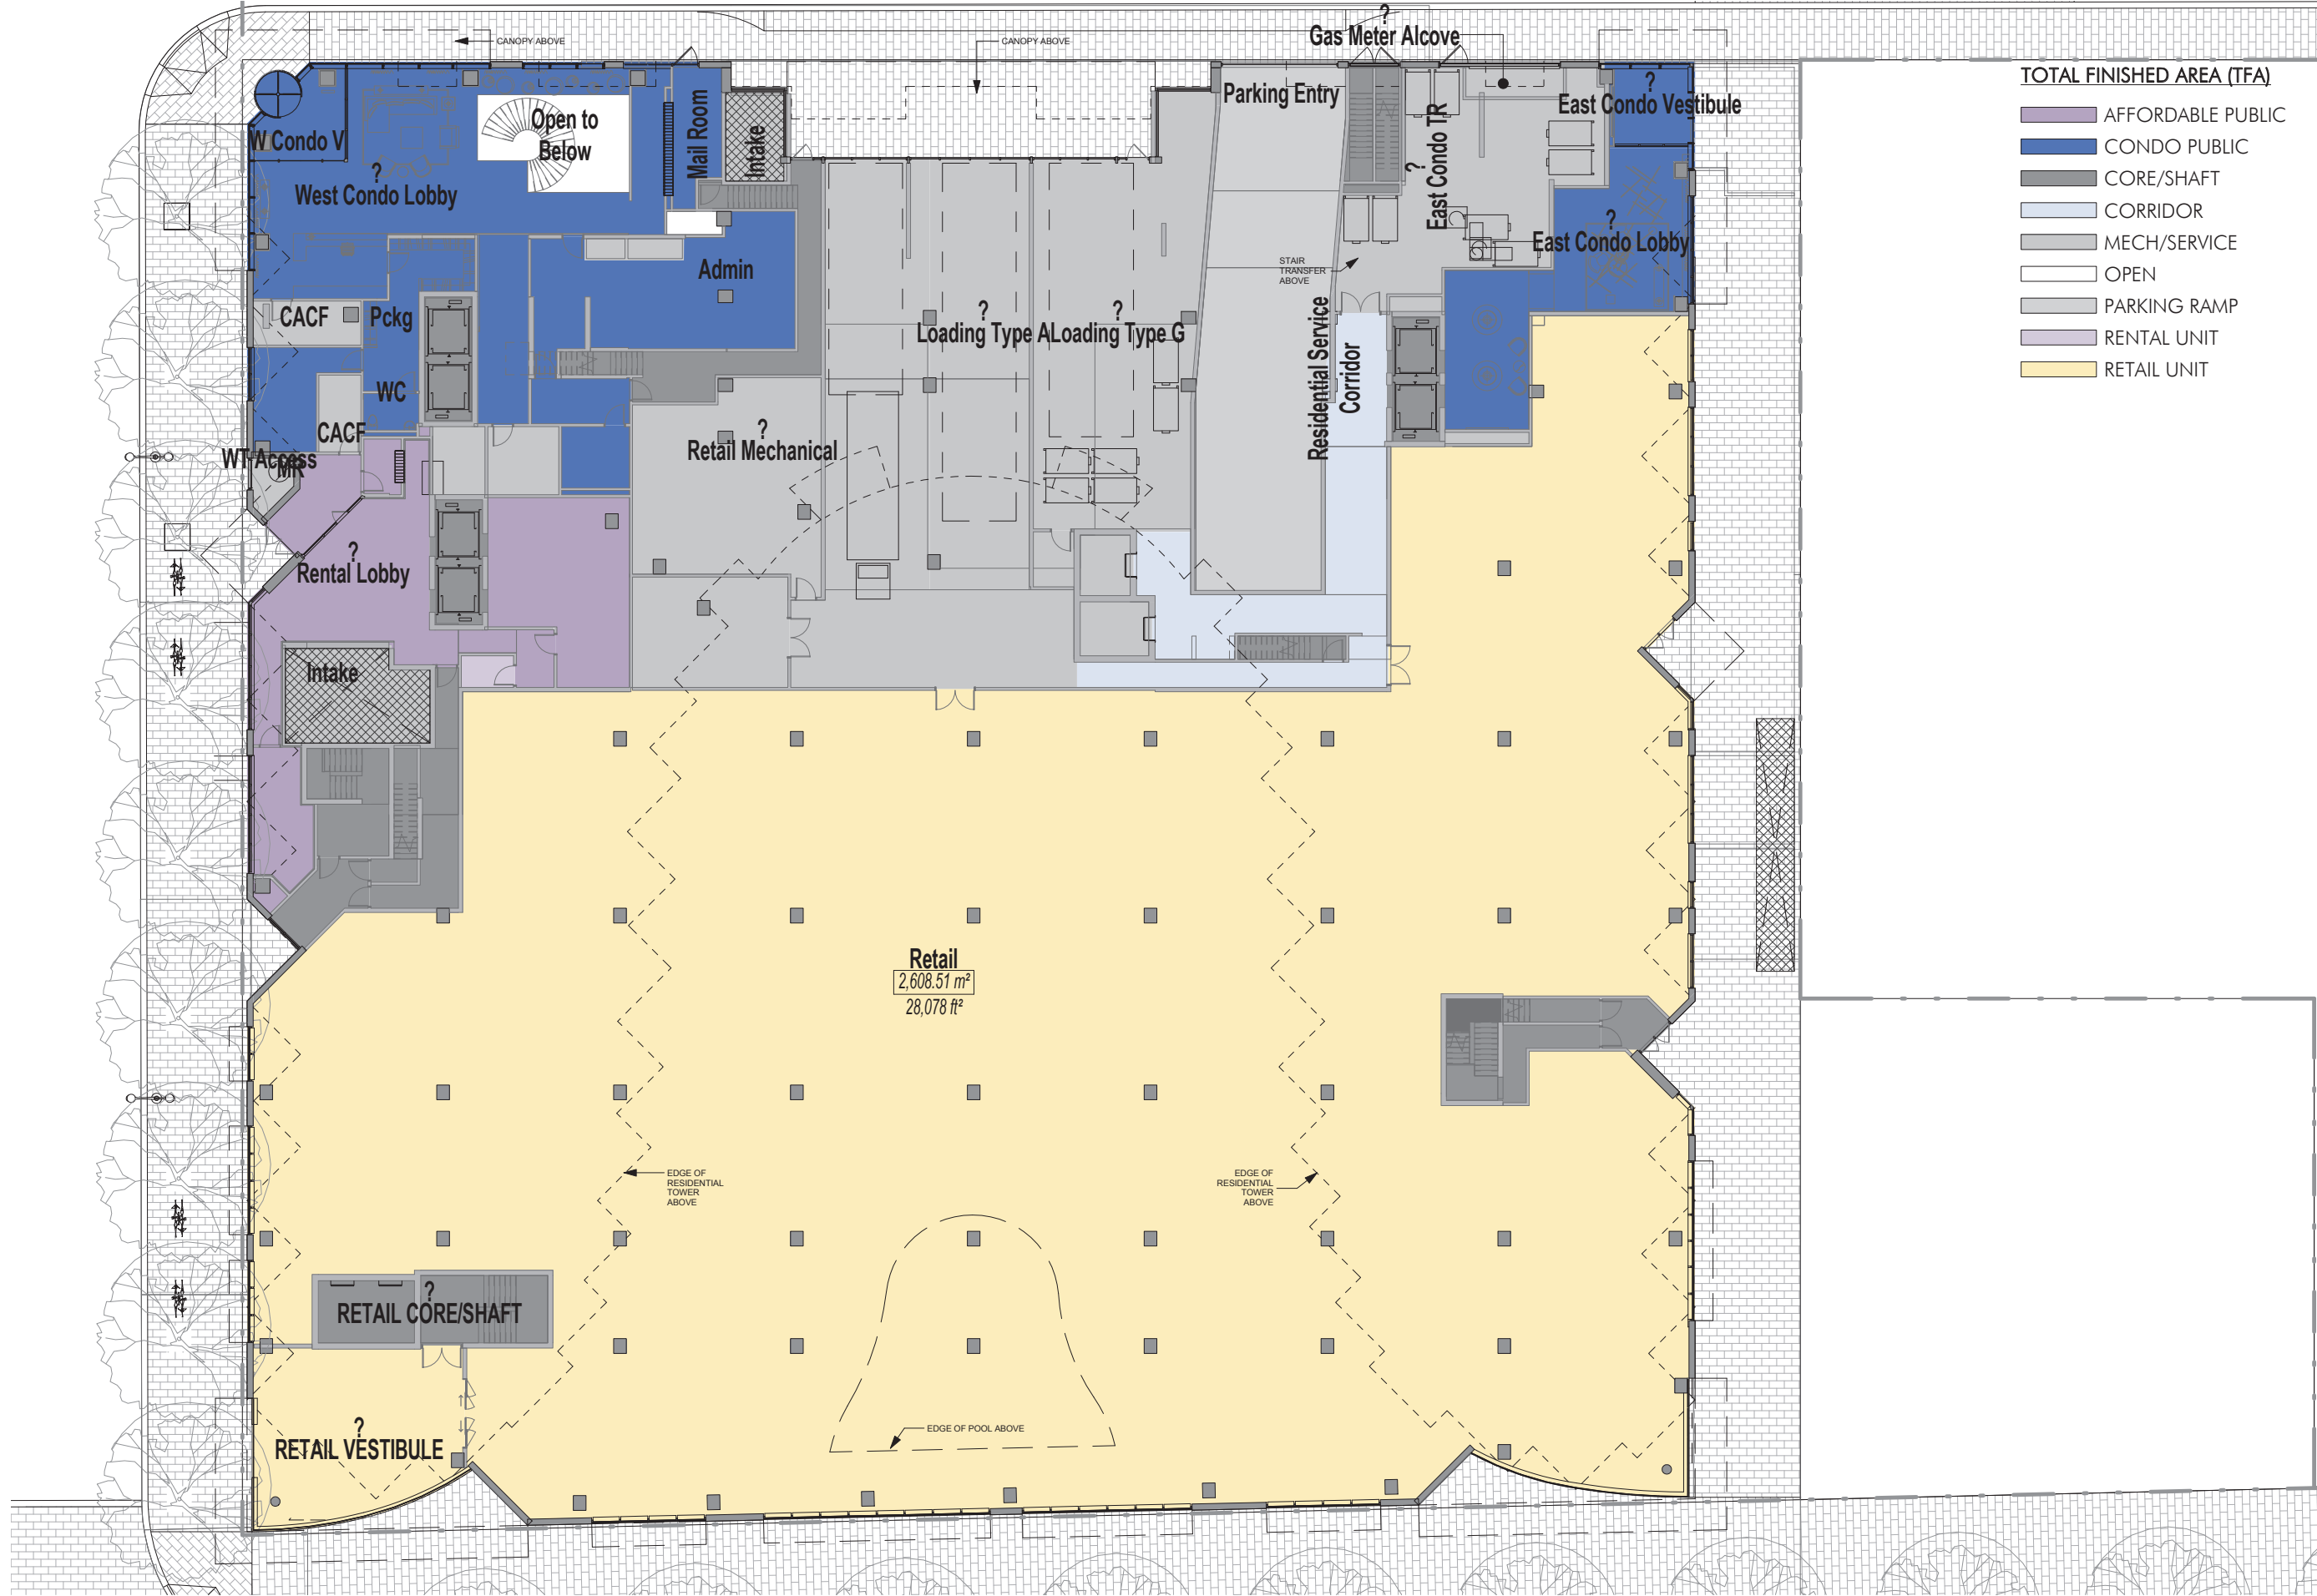 ?
Gas Meter Alcove
CANOPY ABOVE
CANOPY ABOVE
TOTAL FINISHED AREA (TFA)
AFFORDABLE PUBLIC
CONDO PUBLIC
CORE/SHAFT
CORRIDOR
MECH/SERVICE
OPEN
PARKING RAMP
RENTAL UNIT
RETAIL UNIT
Parking Entry
?
East Condo Vestibule
Open to
Below
Mail Room
Intake
W Condo V
?
West Condo Lobby
?
East Condo TR
?
East Condo Lobby
STAIR
TRANSFER
ABOVE
Admin
CACF
Pckg
?
Loading Type A
?
Loading Type G
Residential Service
Corridor
WC
CACF
WT Access
MR
?
Retail Mechanical
?
Rental Lobby
Intake
Retail
2,608.51 m²
28,078 ft²
EDGE OF
RESIDENTIAL
TOWER
ABOVE
EDGE OF
RESIDENTIAL
TOWER
ABOVE
?
RETAIL CORE/SHAFT
?
RETAIL VESTIBULE
EDGE OF POOL ABOVE